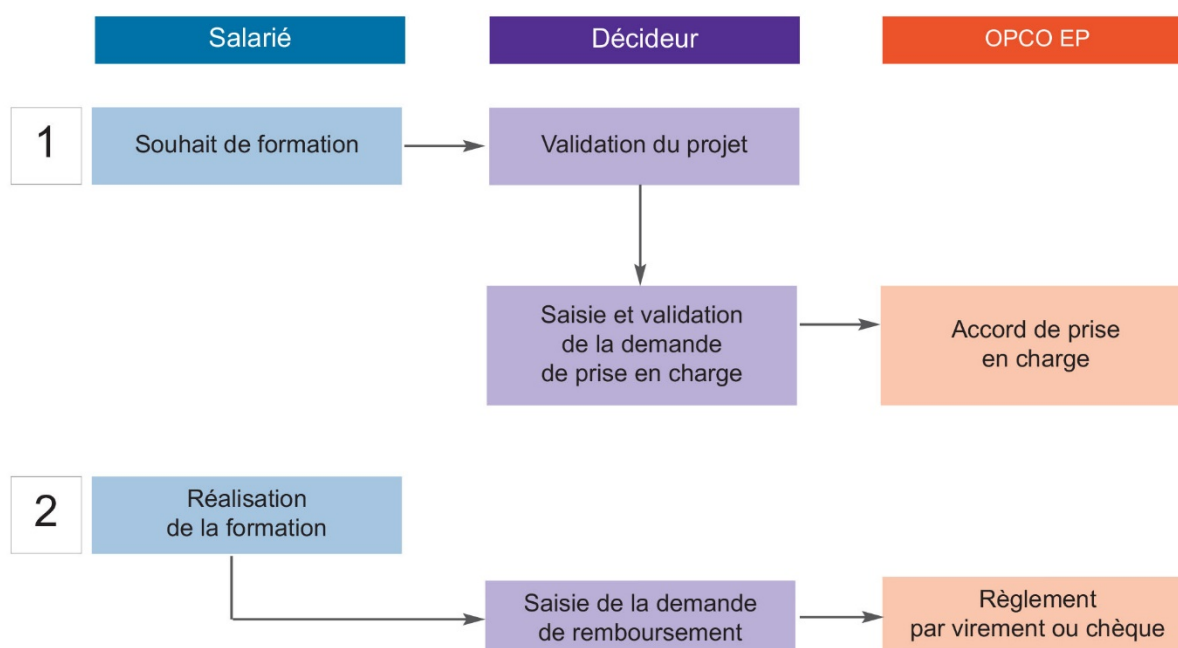 Salarié
Décideur
OPCO EP
1
Souhait de formation
Validation du projet
Saisie et validation
de la demande
de prise en charge
Accord de prise
en charge
2
Réalisation
de la formation
Saisie de la demande
de remboursement
Règlement
par virement ou chèque